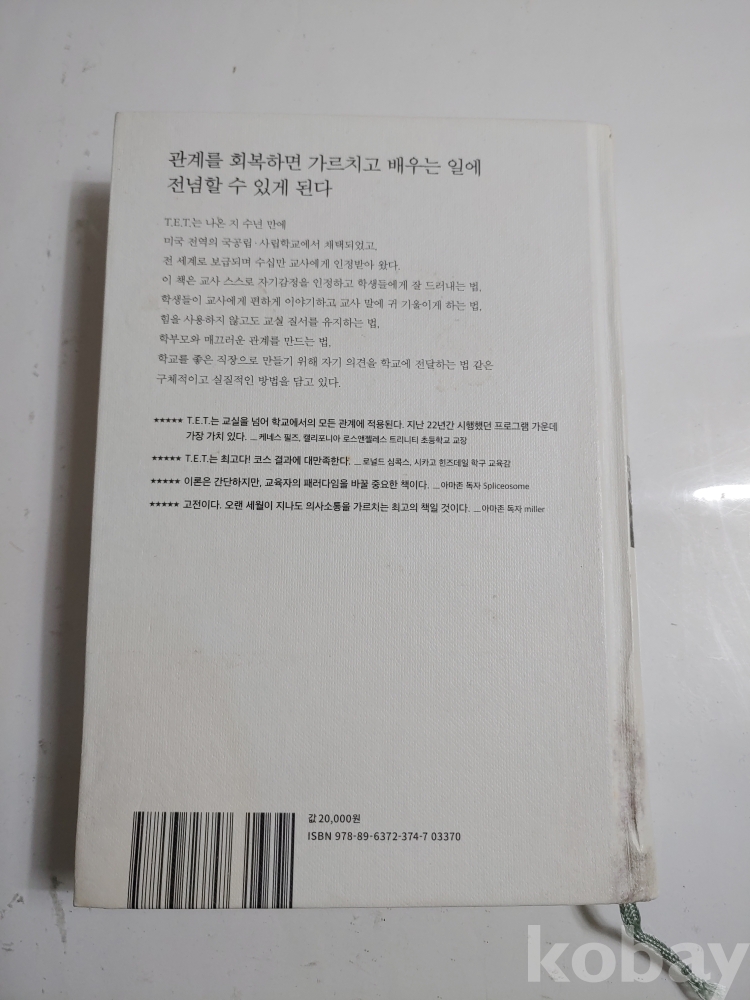 관계를 회복하면 가르치고 배우는 일에
전념할 수 있게 된다
T.E.T.는 나온 지 수년 만에
미국 전역의 국공립·사립학교에서 채택되었고,
전 세계로 보급되며 수십만 교사에게 인정받아 왔다.
이 책은 교사 스스로 자기감정을 인정하고 학생들에게 잘 드러내는 법,
학생들이 교사에게 편하게 이야기하고 교사 말에 귀 기울이게 하는 법,
힘을 사용하지 않고도 교실 질서를 유지하는 법,
학부모와 매끄러운 관계를 만드는 법,
학교를 좋은 직장으로 만들기 위해 자기 의견을 학교에 전달하는 법 같은
구체적이고 실질적인 방법을 담고 있다.
★★★★★ T.E.T.는 교실을 넘어 학교에서의 모든 관계에 적용된다. 지난 22년간 시행했던 프로그램 가운데
가장 가치 있다. _케네스 필즈, 캘리포니아 로스앤젤레스 트리니티 초등학교 교장
★★★★★ T.E.T.는 최고다! 코스 결과에 대만족한다. _로널드 심콕스, 시카고 힌즈데일 학구 교육감
★★★★★ 이론은 간단하지만, 교육자의 패러다임을 바꿀 중요한 책이다. _아마존 독자 Spliceosome
★★★★★ 고전이다. 오랜 세월이 지나도 의사소통을 가르치는 최고의 책일 것이다. _아마존 독자 miller
값 20,000원
ISBN 978-89-6372-374-7 03370
kobay